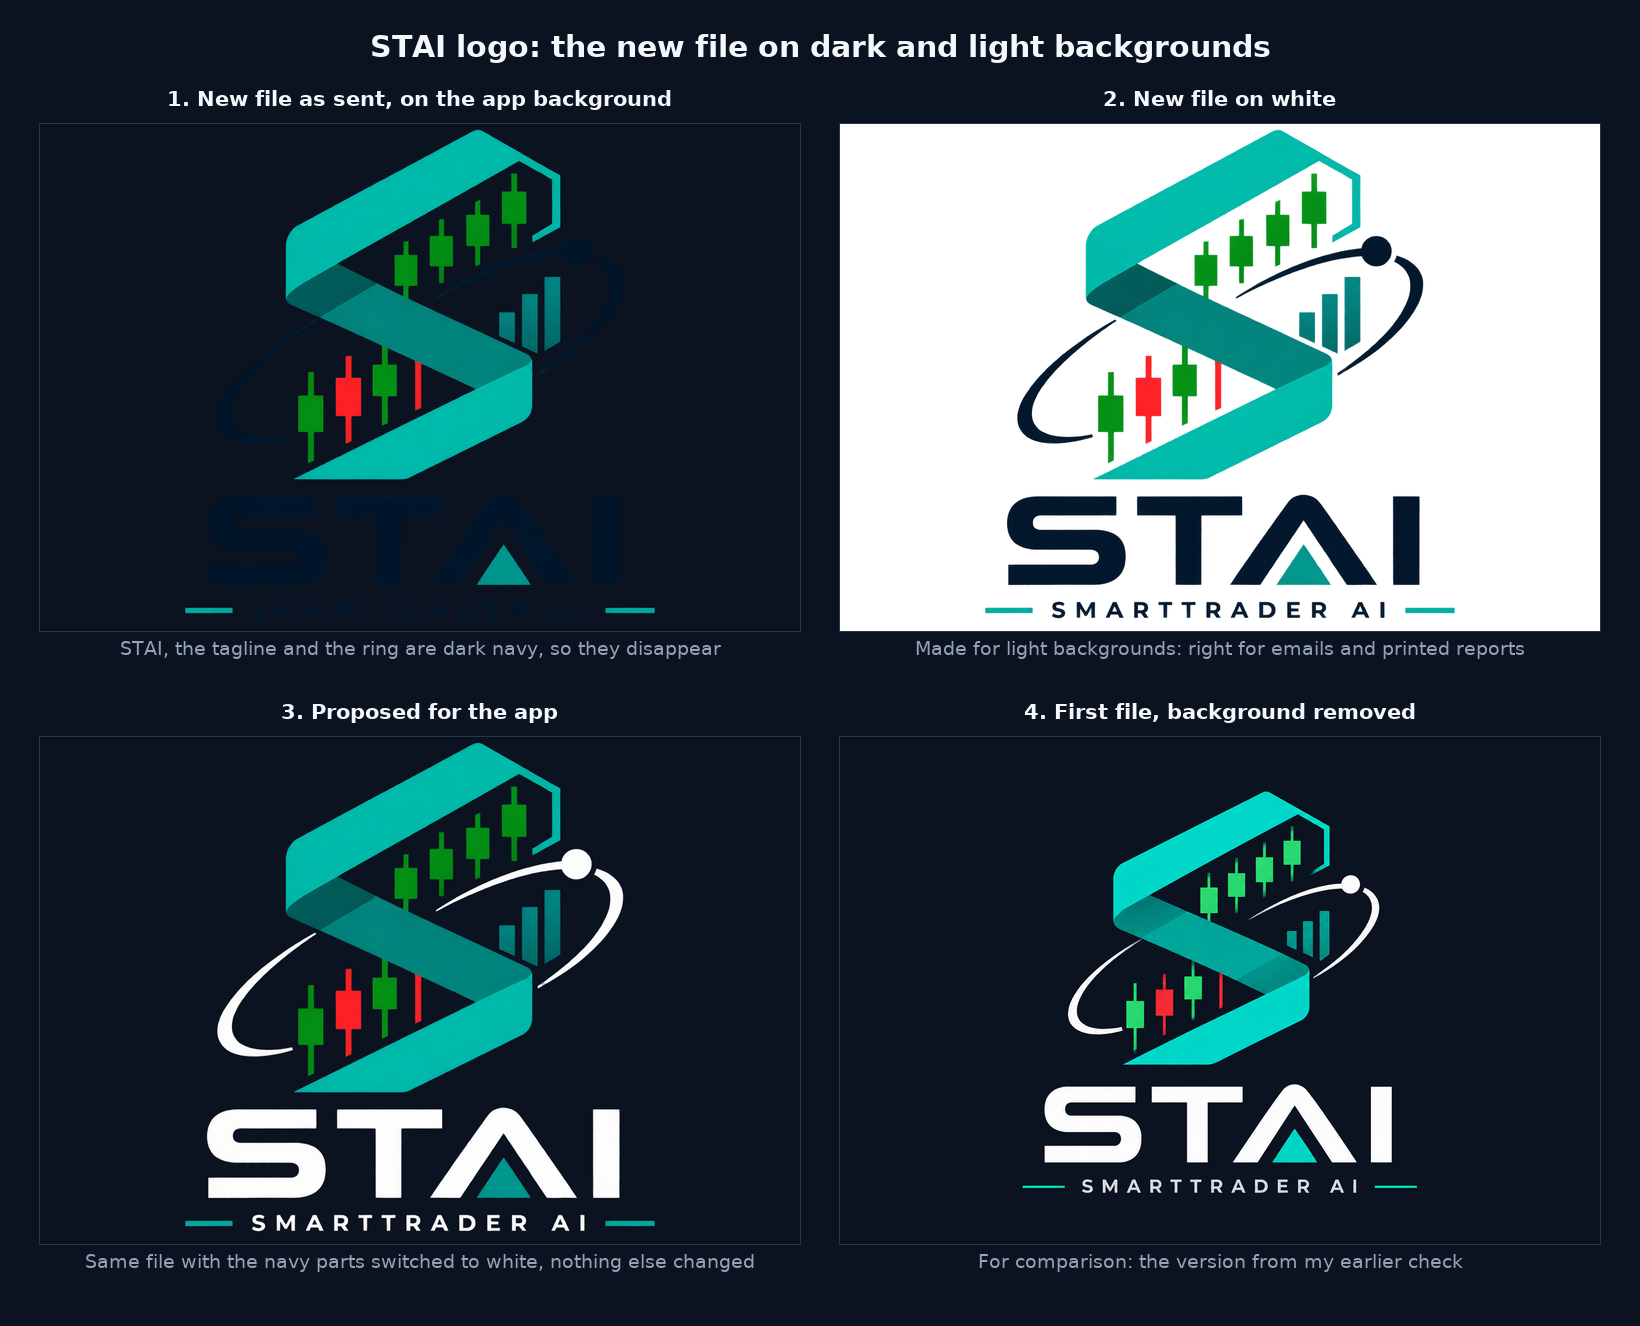 STAI logo: the new file on dark and light backgrounds
1. New file as sent, on the app background
2. New file on white
STAI
SMARTTRADER AI
STAI
SMARTTRADER AI
STAI, the tagline and the ring are dark navy, so they disappear
Made for light backgrounds: right for emails and printed reports
3. Proposed for the app
4. First file, background removed
STAI
SMARTTRADER AI
STAI
SMARTTRADER AI
Same file with the navy parts switched to white, nothing else changed
For comparison: the version from my earlier check